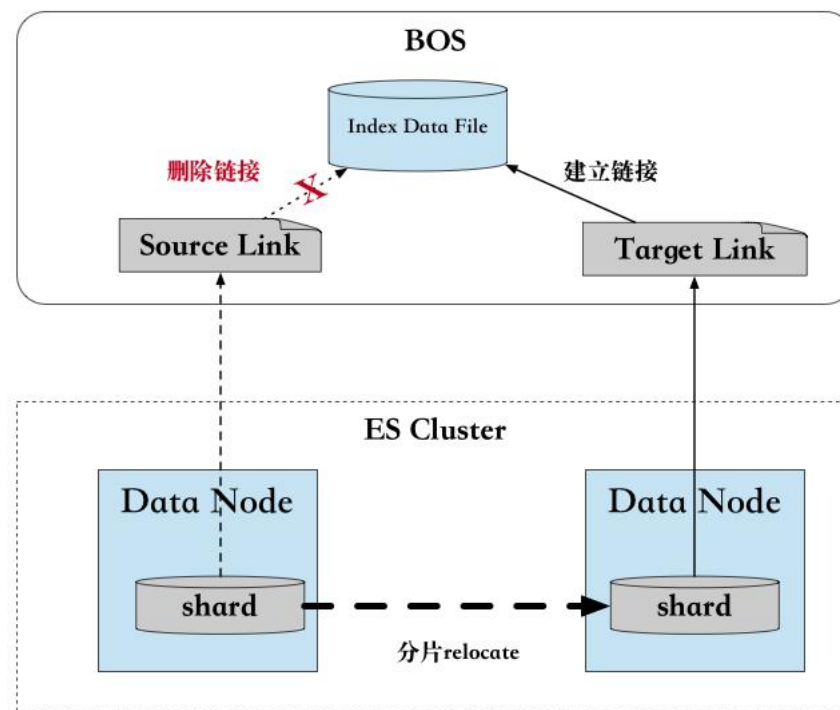 BOS
Index Data File
删除链接
X
建立链接
Source Link
Target Link
ES Cluster
Data Node
Data Node
shard
shard
分片relocate